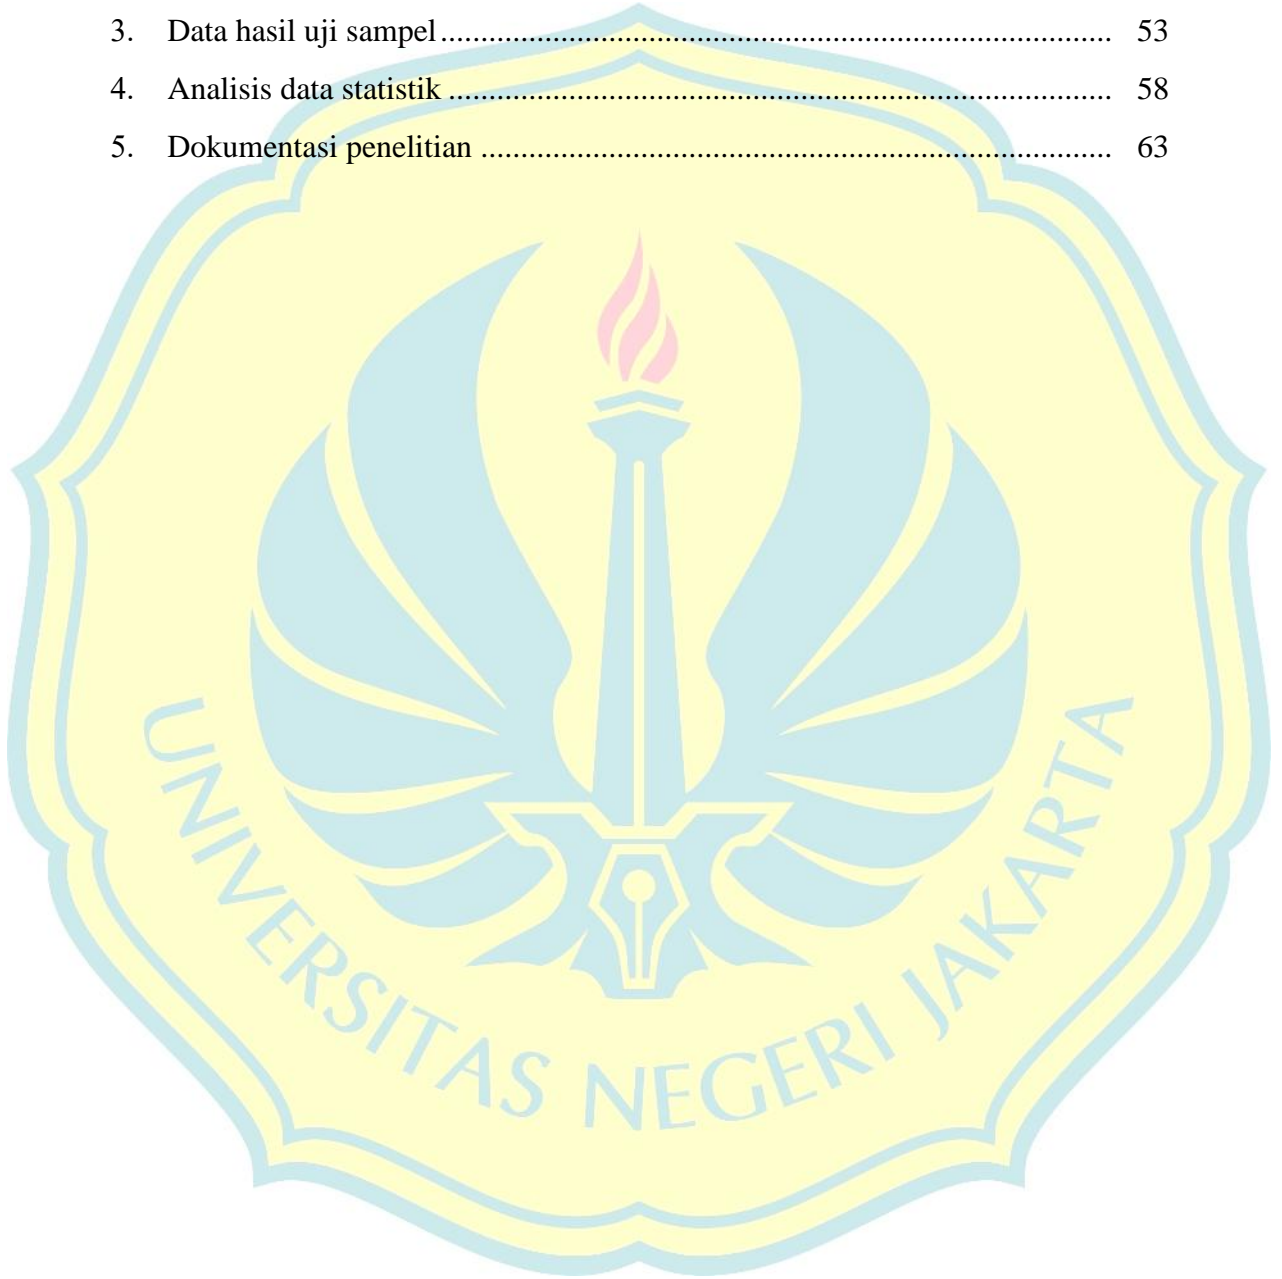 3. Data hasil uji sampel.................................................................................... 53
4. Analisis data statistik ................................................................................... 58
5. Dokumentasi penelitian ............................................................................... 63
UNIVERSITAS NEGERI JAKARTA